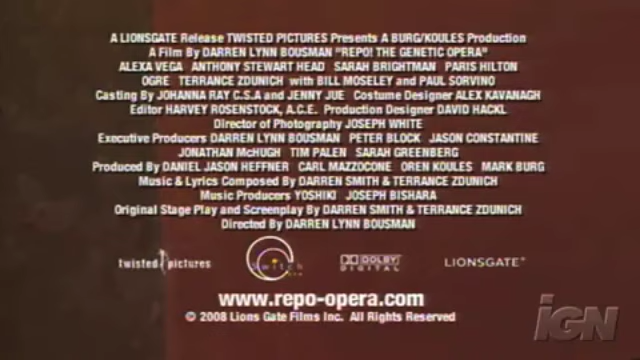 A LIONSGATE Release TWISTED PICTURES Presents A BURG/KOULES Production
A Film By DARREN LYNN BOUSMAN "REPO! THE GENETIC OPERA"
ALEXA VEGA ANTHONY STEWART HEAD SARAH BRIGHTMAN PARIS HILTON
OGRE TERRANCE ZDUNICH with BILL MOSELEY and PAUL SORVINO
Casting By JOHANNA RAY C.S.A and JENNY JUE Costume Designer ALEX KAVANAGH
Editor HARVEY ROSENSTOCK, A.C.E. Production Designer DAVID HACKL
Director of Photography JOSEPH WHITE
Executive Producers DARREN LYNN BOUSMAN PETER BLOCK JASON CONSTANTINE
JONATHAN McHUGH TIM PALEN SARAH GREENBERG
Produced By DANIEL JASON HEFFNER CARL MAZZOCONE OREN KOULES MARK BURG
Music & Lyrics Composed By DARREN SMITH & TERRANCE ZDUNICH
Music Producers YOSHIKI JOSEPH BISHARA
Original Stage Play and Screenplay By DARREN SMITH & TERRANCE ZDUNICH
Directed By DARREN LYNN BOUSMAN
twisted pictures Switch DOLBY DIGITAL LIONSGATE
www.repo-opera.com
© 2008 Lions Gate Films Inc. All Rights Reserved
IGN